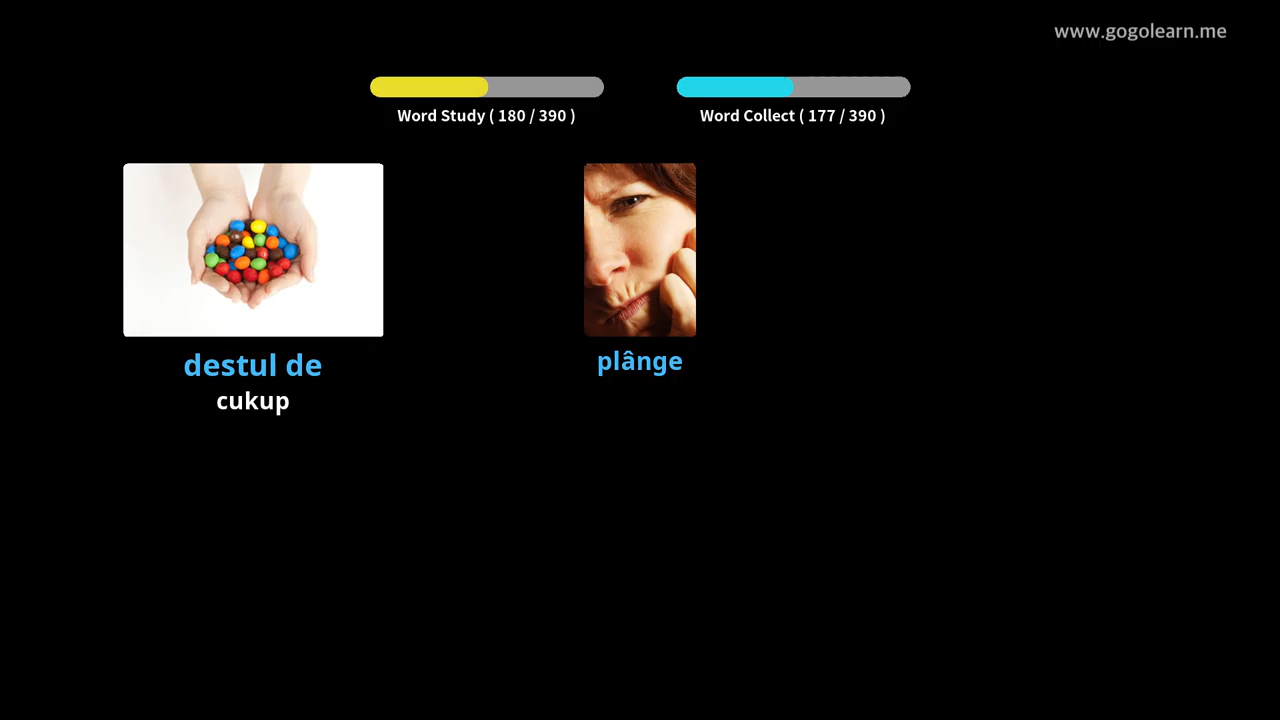 www.gogolearn.me
Word Study ( 180 / 390 )
Word Collect ( 177 / 390 )
destul de
cukup
plânge